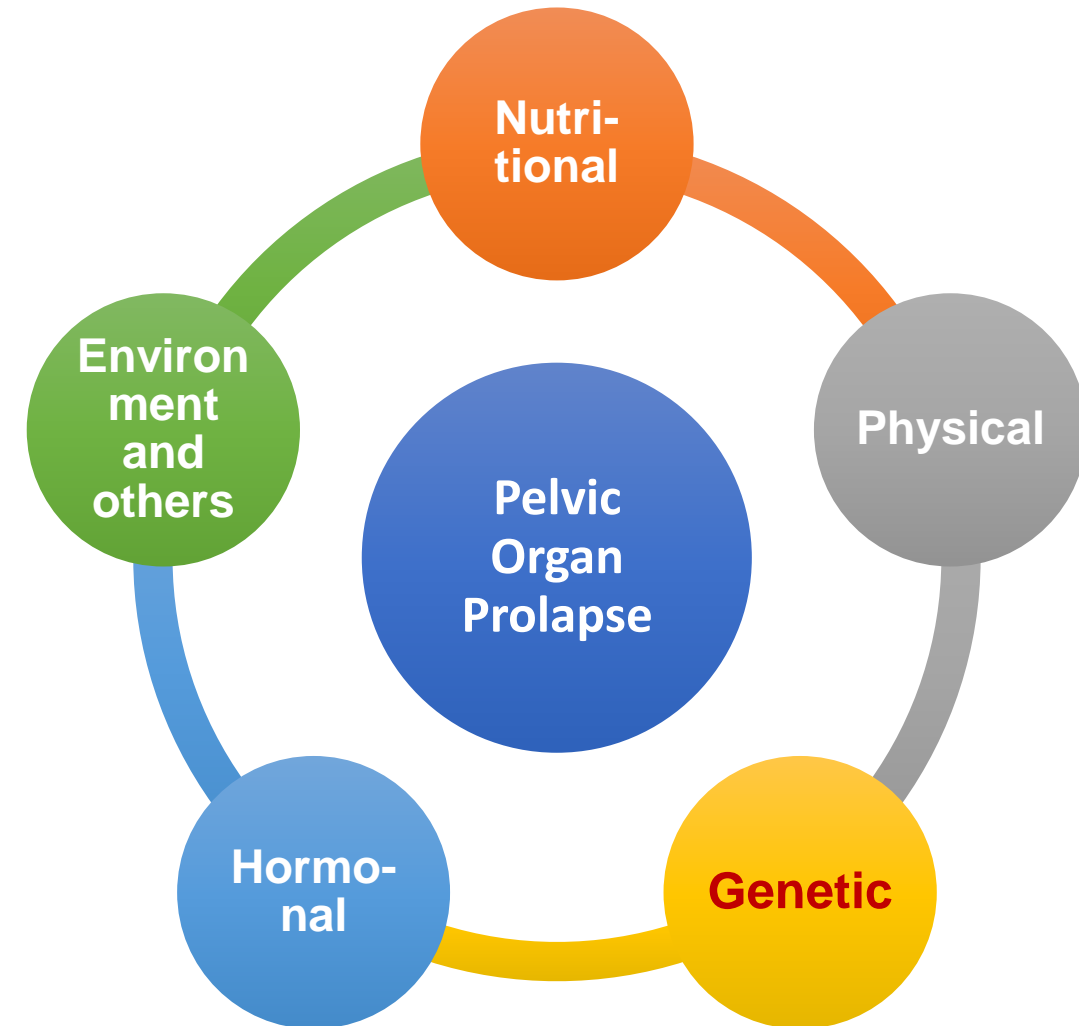 Nutri-
tional
Physical
Genetic
Hormo-
nal
Environ
ment
and
others
Pelvic
Organ
Prolapse